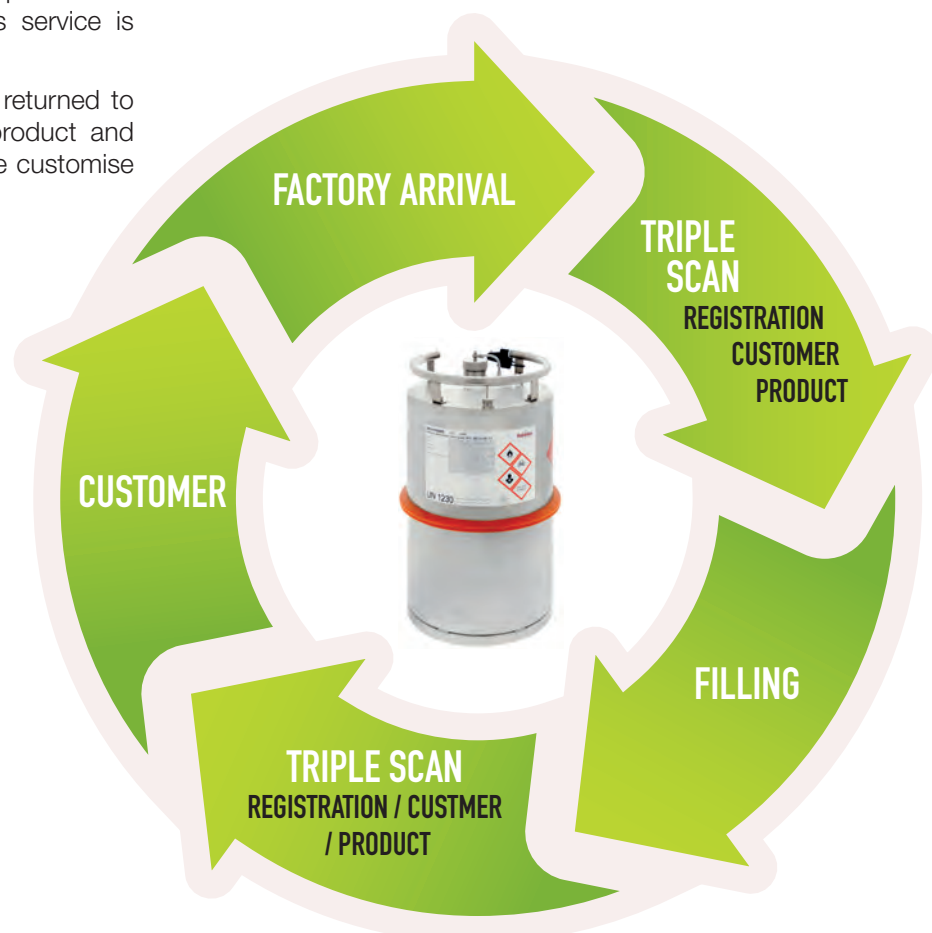 s service is
returned to
product and
e customise
FACTORY ARRIVAL
TRIPLE
SCAN
REGISTRATION
CUSTOMER
PRODUCT
FILLING
TRIPLE SCAN
REGISTRATION / CUSTMER
/ PRODUCT
CUSTOMER
UN 1230